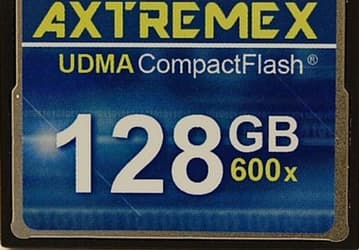 AXTREMEX
UDMA CompactFlash®
128GB
600x